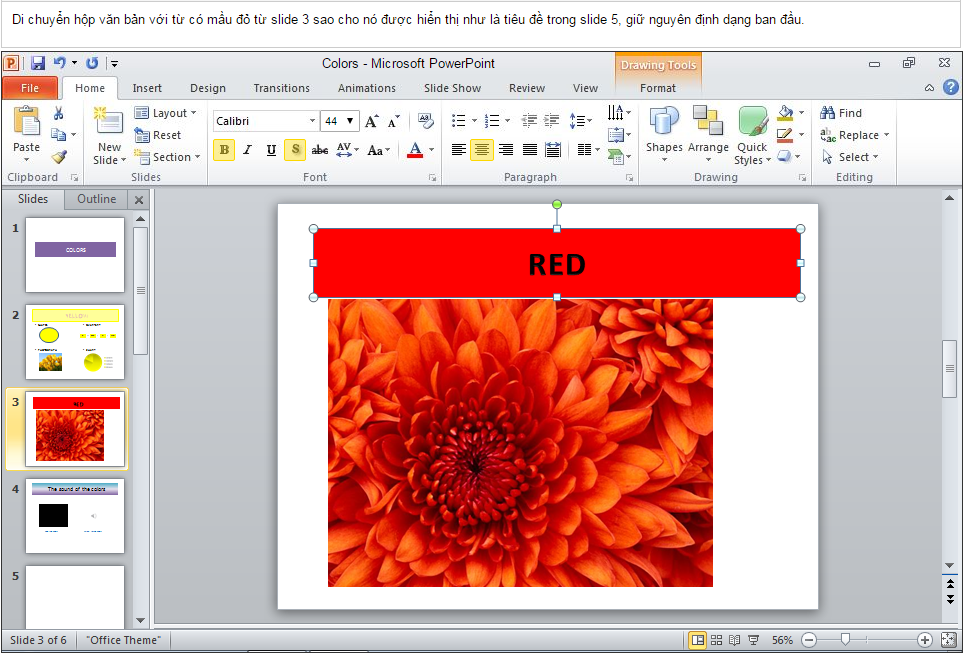 Di chuyển hộp văn bản với từ có mầu đỏ từ slide 3 sao cho nó được hiển thị như là tiêu đề trong slide 5, giữ nguyên định dạng ban đầu.
Colors - Microsoft PowerPoint
Drawing Tools
File Home Insert Design Transitions Animations Slide Show Review View Format
Paste
Clipboard
New Slide
Layout
Reset
Section
Slides
Calibri 44
B I U S abc AV Aa A
Font
Paragraph
Shapes Arrange Quick Styles
Drawing
Find
Replace
Select
Editing
Slides Outline
1
COLORS
2
YELLOW
3
RED
4
The sound of the colors
5
RED
Slide 3 of 6 "Office Theme" 56%